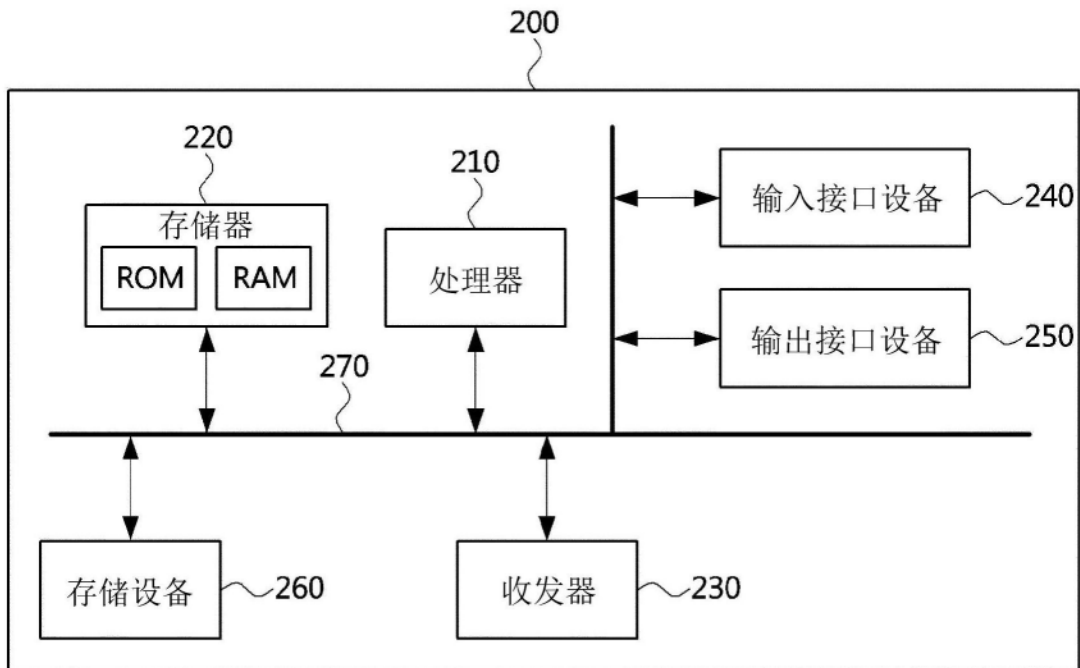 200
220
210
存储器
ROM
RAM
处理器
输入接口设备
240
输出接口设备
250
270
存储设备
260
收发器
230